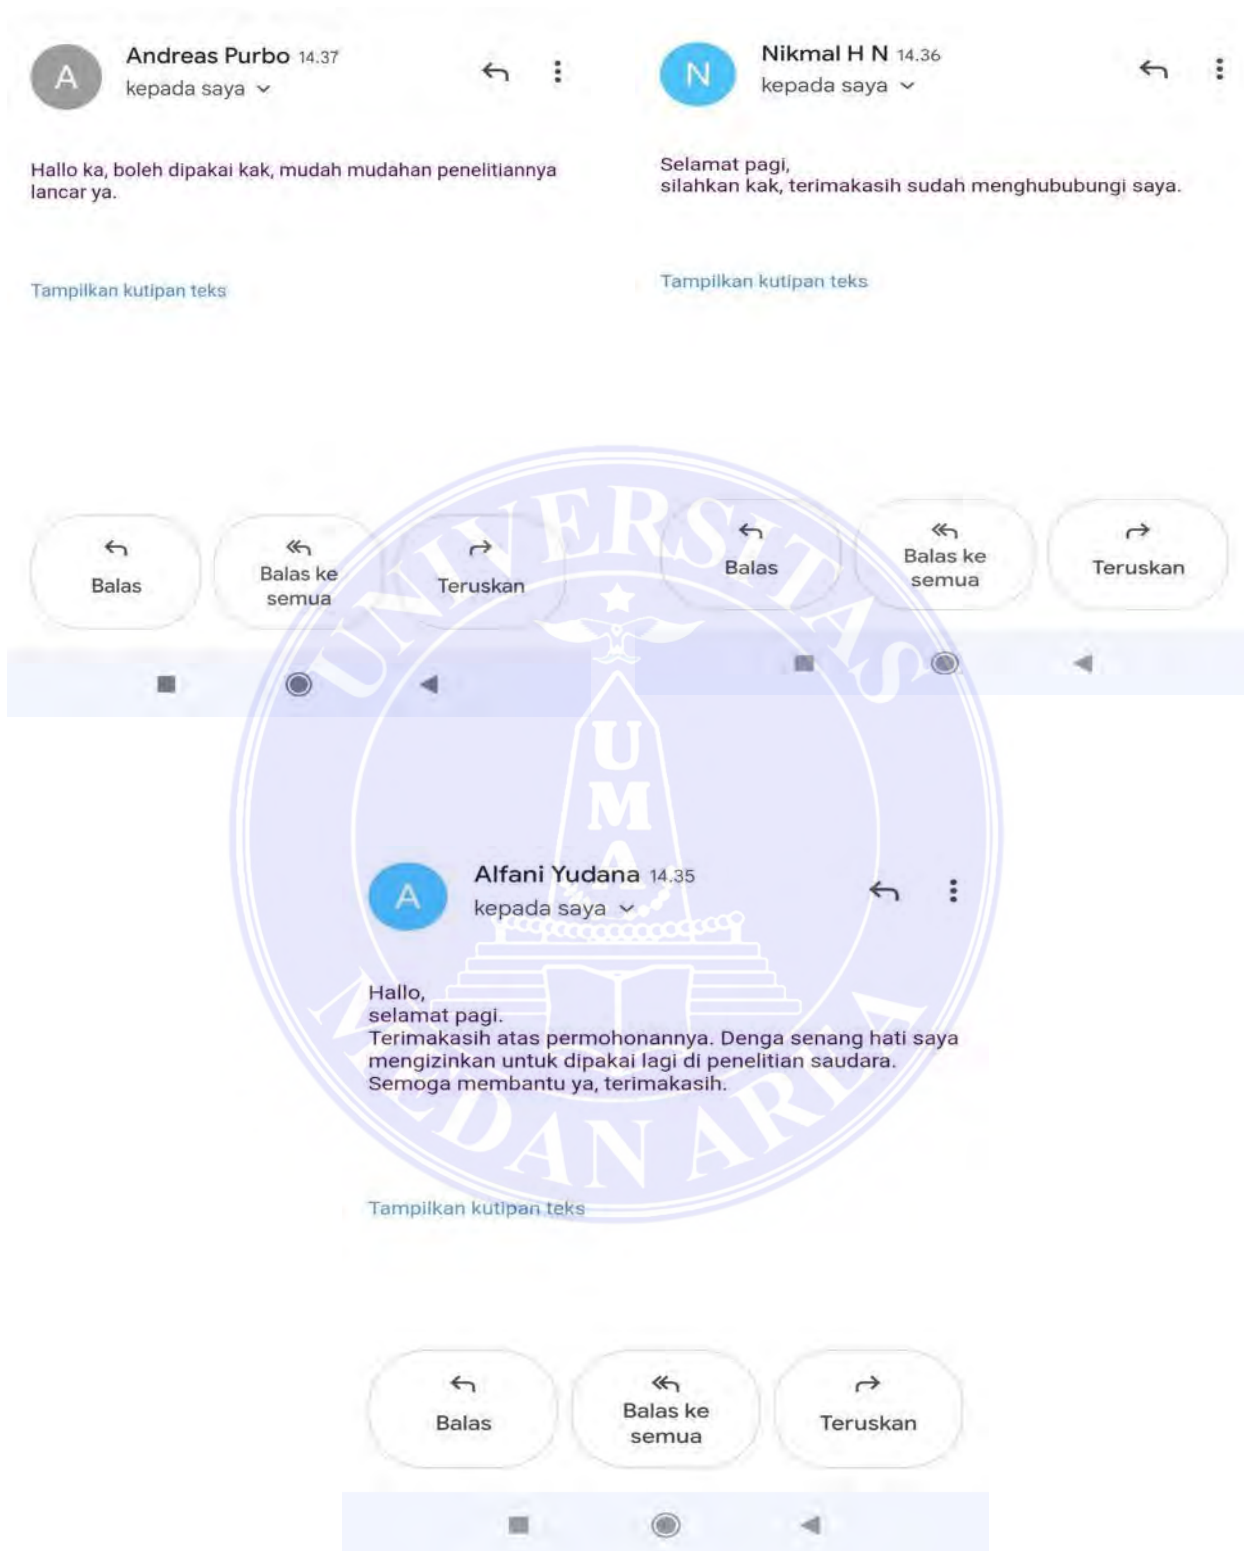 A
Andreas Purbo 14.37
kepada saya
Hallo ka, boleh dipakai kak, mudah mudahan penelitiannya
lancar ya.
Tampilkan kutipan teks
Balas
Balas ke
semua
Teruskan
N
Nikmal H N 14.36
kepada saya
Selamat pagi,
silahkan kak, terimakasih sudah menghububungi saya.
Tampilkan kutipan teks
Balas
Balas ke
semua
Teruskan
UNIVERSITAS
UMA
MEDAN AREA
A
Alfani Yudana 14.35
kepada saya
Hallo,
selamat pagi.
Terimakasih atas permohonannya. Denga senang hati saya
mengizinkan untuk dipakai lagi di penelitian saudara.
Semoga membantu ya, terimakasih.
Tampilkan kutipan teks
Balas
Balas ke
semua
Teruskan